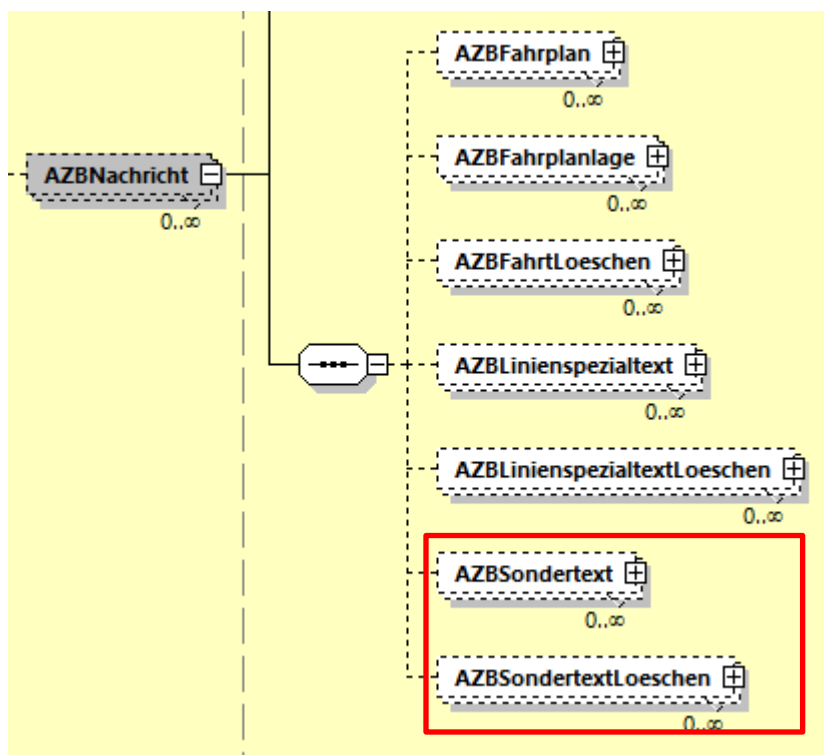 AZBFahrplan
0..∞
AZBFahrplanlage
0..∞
AZBNachricht
0..∞
AZBFahrtLoeschen
0..∞
AZBLinienspezialtext
0..∞
AZBLinienspezialtextLoeschen
0..∞
AZBSondertext
0..∞
AZBSondertextLoeschen
0..∞